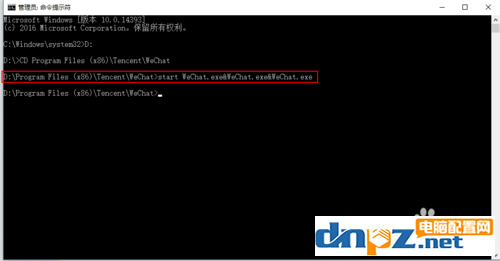 管理员: 命令提示符
Microsoft Windows [版本 10.0.14393]
(c) 2016 Microsoft Corporation。保留所有权利。
C:\Windows\system32>D:
D:\>CD Program Files (x86)\Tencent\WeChat
D:\Program Files (x86)\Tencent\WeChat>start WeChat.exe&WeChat.exe&WeChat.exe
D:\Program Files (x86)\Tencent\WeChat>
电脑配置网
dnpz.net